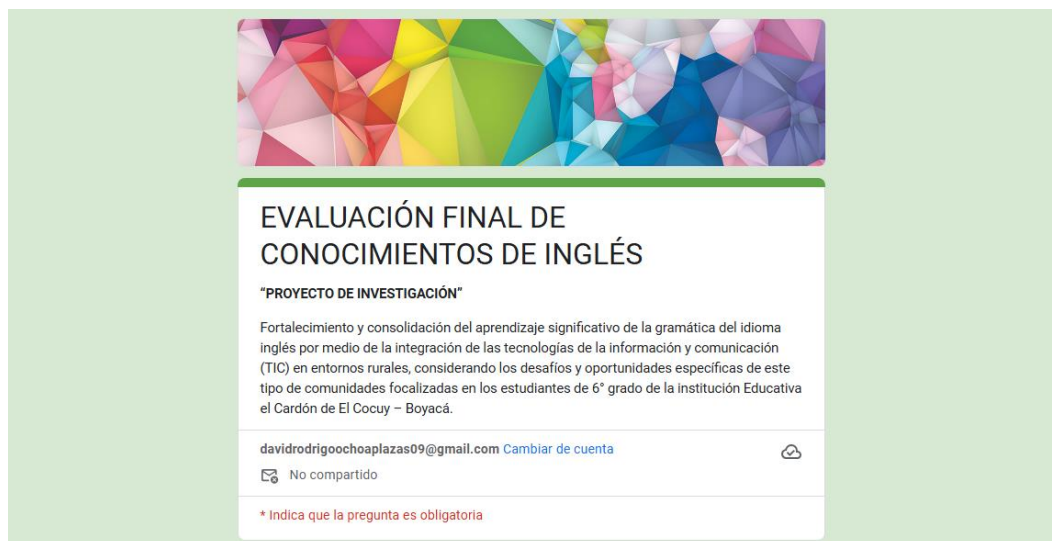 EVALUACIÓN FINAL DE
CONOCIMIENTOS DE INGLÉS
“PROYECTO DE INVESTIGACIÓN”
Fortalecimiento y consolidación del aprendizaje significativo de la gramática del idioma
inglés por medio de la integración de las tecnologías de la información y comunicación
(TIC) en entornos rurales, considerando los desafíos y oportunidades específicas de este
tipo de comunidades focalizadas en los estudiantes de 6° grado de la institución Educativa
el Cardón de El Cocuy – Boyacá.
davidrodrigoochoaplazas09@gmail.com Cambiar de cuenta
No compartido
* Indica que la pregunta es obligatoria